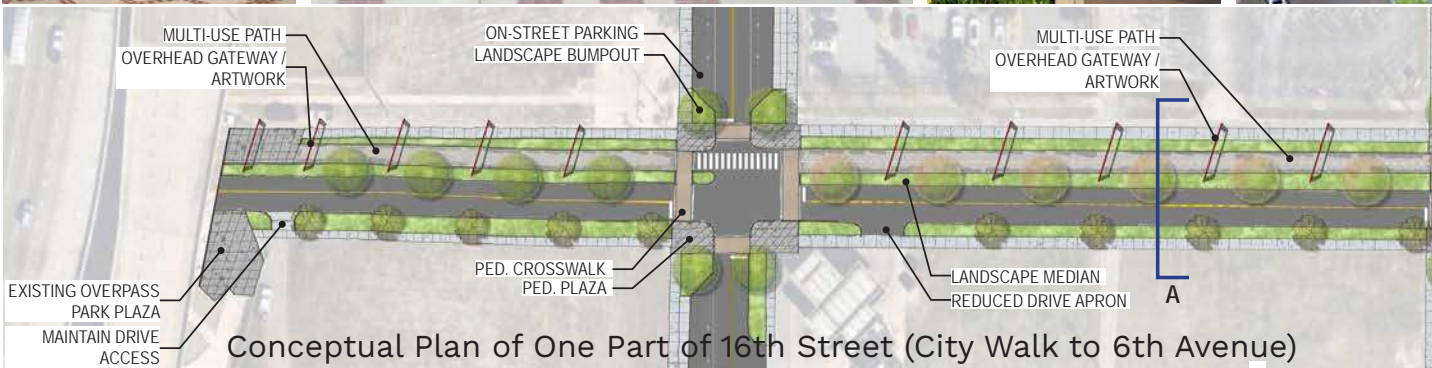 MULTI-USE PATH
OVERHEAD GATEWAY /
ARTWORK
ON-STREET PARKING
LANDSCAPE BUMPOUT
MULTI-USE PATH
OVERHEAD GATEWAY /
ARTWORK
EXISTING OVERPASS
PARK PLAZA
MAINTAIN DRIVE
ACCESS
PED. CROSSWALK
PED. PLAZA
LANDSCAPE MEDIAN
REDUCED DRIVE APRON
A
Conceptual Plan of One Part of 16th Street (City Walk to 6th Avenue)